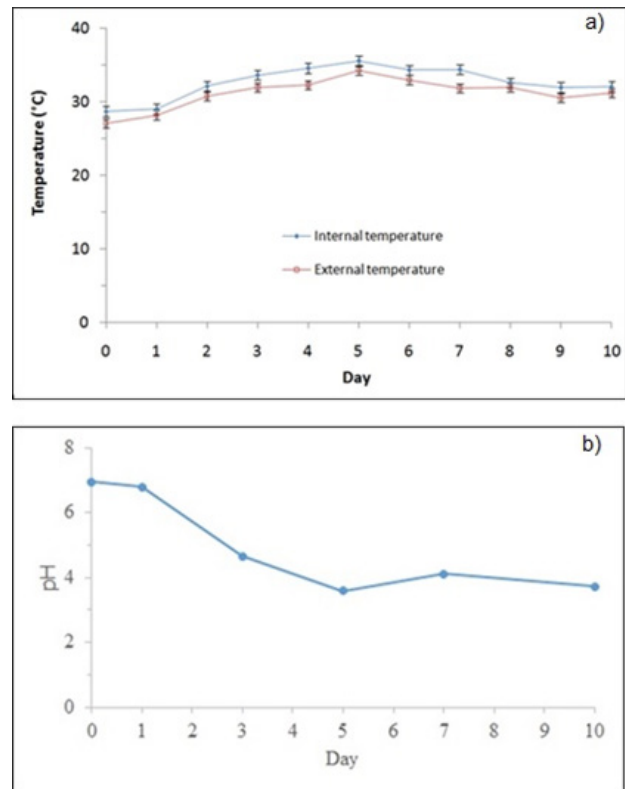 a)
40
30
20
10
0
Temperature (°C)
Internal temperature
External temperature
0 1 2 3 4 5 6 7 8 9 10
Day
b)
8
6
4
2
0
pH
0 1 2 3 4 5 6 7 8 9 10
Day